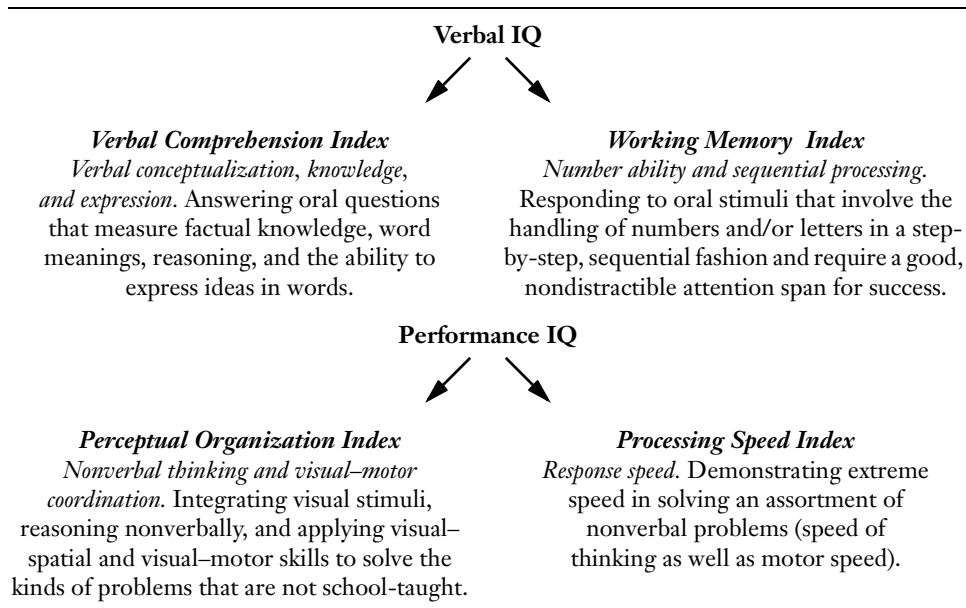 Verbal IQ
Verbal Comprehension Index
Verbal conceptualization, knowledge,
and expression. Answering oral questions
that measure factual knowledge, word
meanings, reasoning, and the ability to
express ideas in words.
Working Memory Index
Number ability and sequential processing.
Responding to oral stimuli that involve the
handling of numbers and/or letters in a step-
by-step, sequential fashion and require a good,
nondistractible attention span for success.
Performance IQ
Perceptual Organization Index
Nonverbal thinking and visual–motor
coordination. Integrating visual stimuli,
reasoning nonverbally, and applying visual–
spatial and visual–motor skills to solve the
kinds of problems that are not school-taught.
Processing Speed Index
Response speed. Demonstrating extreme
speed in solving an assortment of
nonverbal problems (speed of
thinking as well as motor speed).